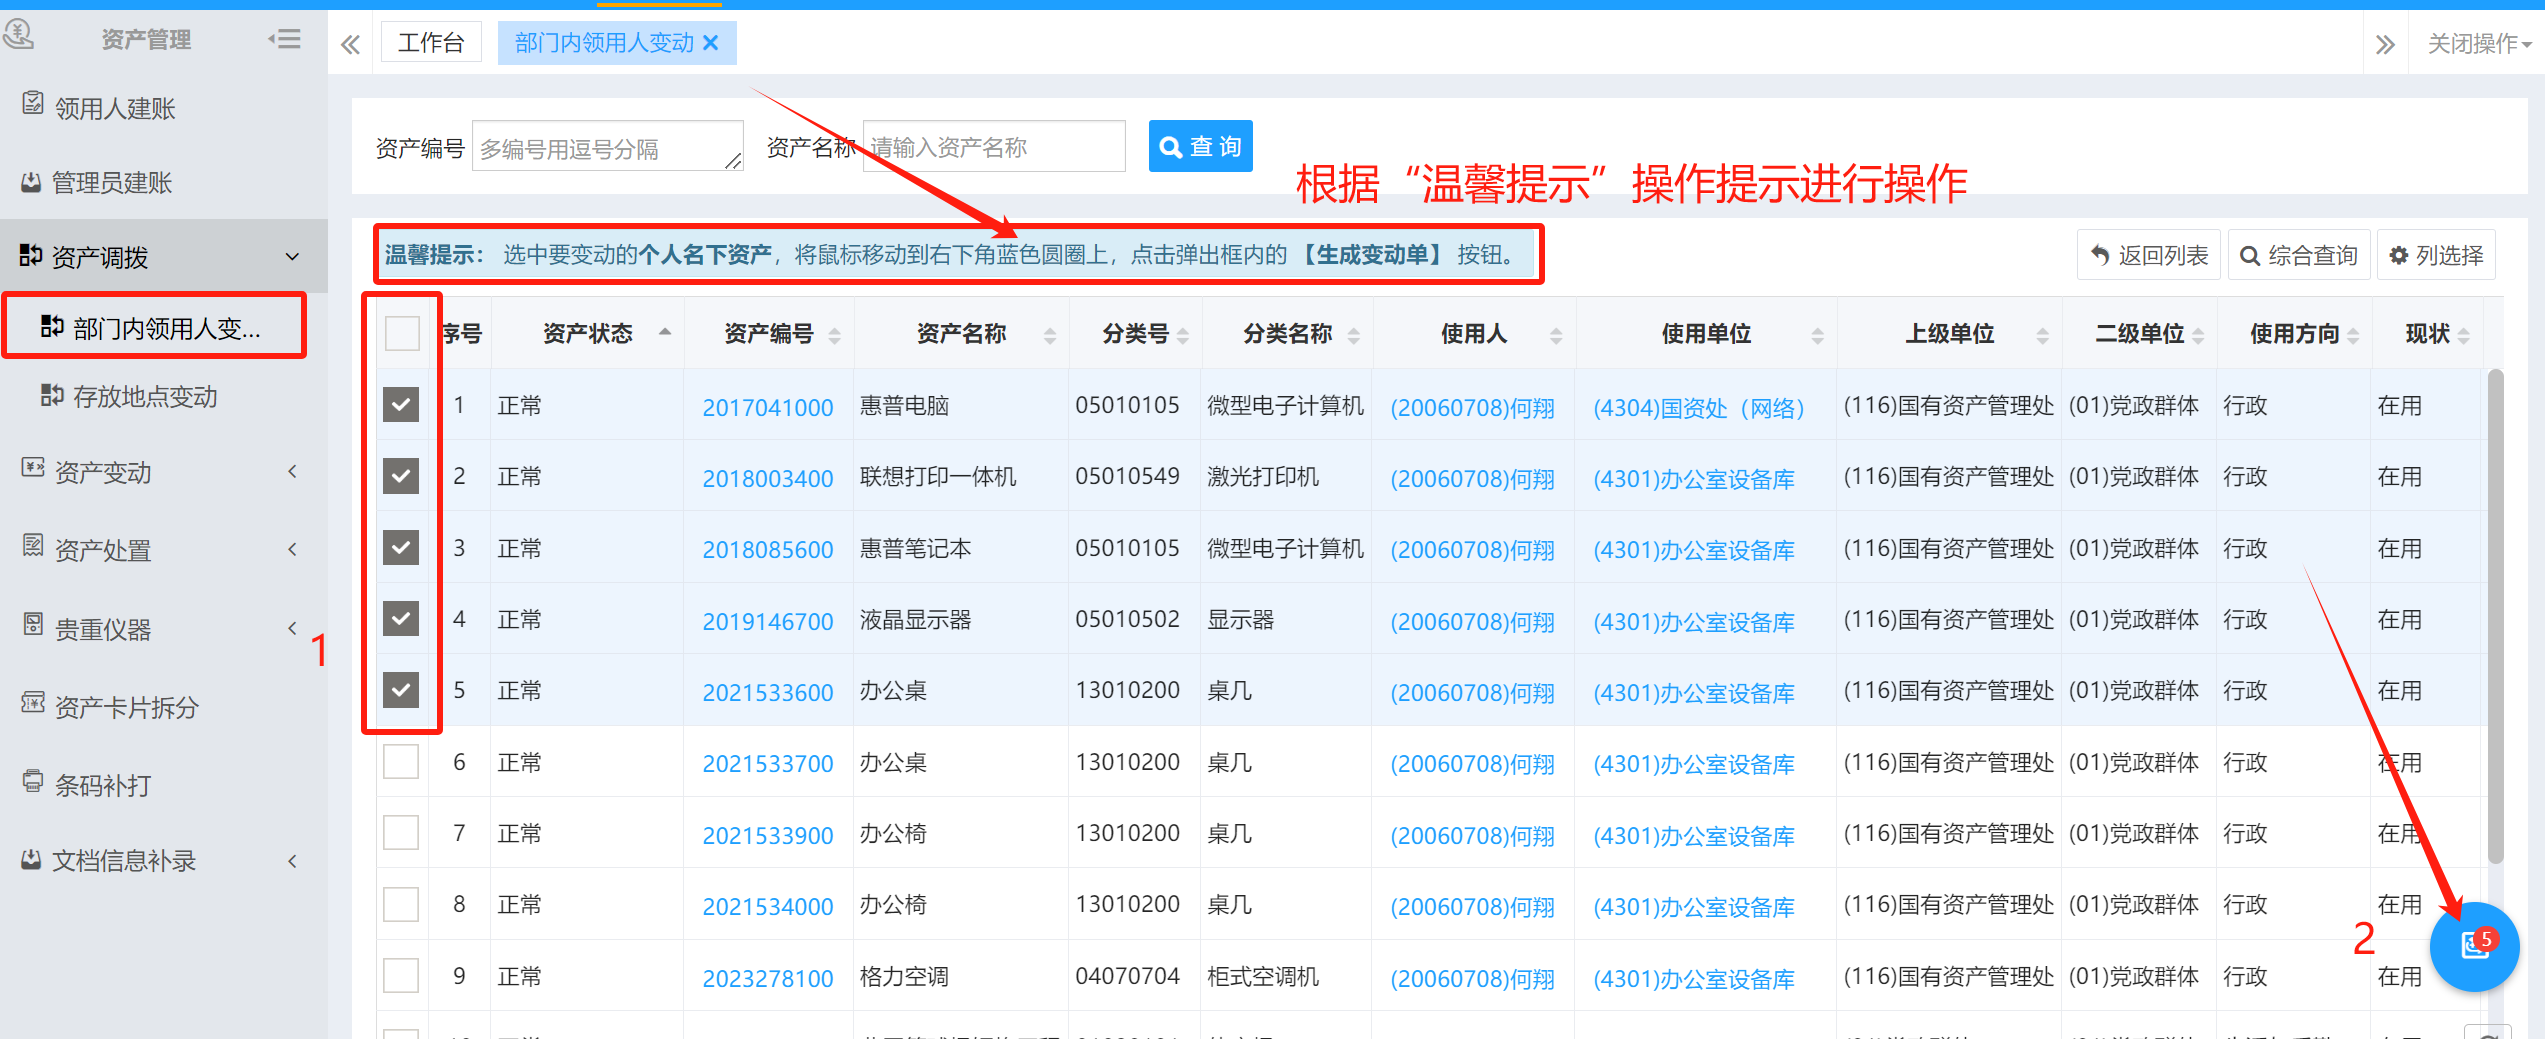 资产管理
工作台
部门内领用人变动
关闭操作
领用人建账
管理员建账
资产调拨
部门内领用人变...
存放地点变动
资产变动
资产处置
贵重仪器
资产卡片拆分
条码补打
文档信息补录
资产编号 多编号用逗号分隔 资产名称 请输入资产名称 查 询
根据“温馨提示”操作提示进行操作
温馨提示： 选中要变动的个人名下资产，将鼠标移动到右下角蓝色圆圈上，点击弹出框内的【生成变动单】按钮。
返回列表 综合查询 列选择
序号 资产状态 资产编号 资产名称 分类号 分类名称 使用人 使用单位 上级单位 二级单位 使用方向 现状
1 正常 2017041000 惠普电脑 05010105 微型电子计算机 (20060708)何翔 (4304)国资处（网络） (116)国有资产管理处 (01)党政群体 行政 在用
2 正常 2018003400 联想打印一体机 05010549 激光打印机 (20060708)何翔 (4301)办公室设备库 (116)国有资产管理处 (01)党政群体 行政 在用
3 正常 2018085600 惠普笔记本 05010105 微型电子计算机 (20060708)何翔 (4301)办公室设备库 (116)国有资产管理处 (01)党政群体 行政 在用
4 正常 2019146700 液晶显示器 05010502 显示器 (20060708)何翔 (4301)办公室设备库 (116)国有资产管理处 (01)党政群体 行政 在用
5 正常 2021533600 办公桌 13010200 桌几 (20060708)何翔 (4301)办公室设备库 (116)国有资产管理处 (01)党政群体 行政 在用
6 正常 2021533700 办公桌 13010200 桌几 (20060708)何翔 (4301)办公室设备库 (116)国有资产管理处 (01)党政群体 行政 在用
7 正常 2021533900 办公椅 13010200 桌几 (20060708)何翔 (4301)办公室设备库 (116)国有资产管理处 (01)党政群体 行政 在用
8 正常 2021534000 办公椅 13010200 桌几 (20060708)何翔 (4301)办公室设备库 (116)国有资产管理处 (01)党政群体 行政 在用
9 正常 2023278100 格力空调 04070704 柜式空调机 (20060708)何翔 (4301)办公室设备库 (116)国有资产管理处 (01)党政群体 行政 在用
1
2
5